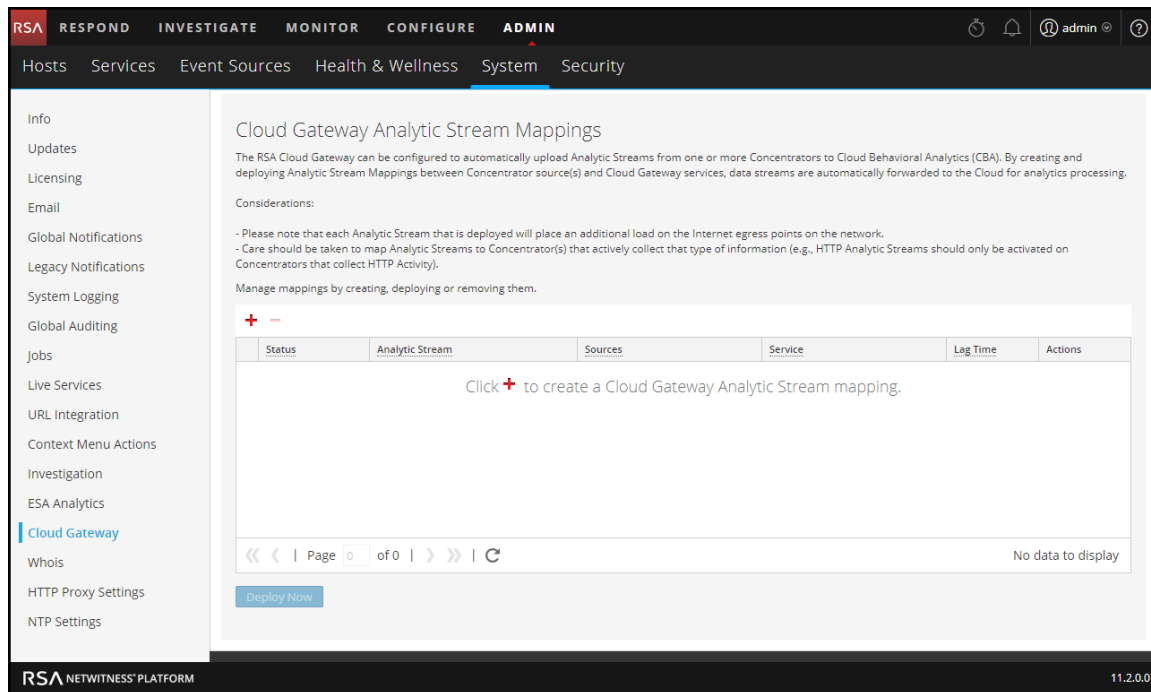 RSA RESPOND INVESTIGATE MONITOR CONFIGURE ADMIN admin ?
Hosts Services Event Sources Health & Wellness System Security
Info
Updates
Licensing
Email
Global Notifications
Legacy Notifications
System Logging
Global Auditing
Jobs
Live Services
URL Integration
Context Menu Actions
Investigation
ESA Analytics
Cloud Gateway
Whois
HTTP Proxy Settings
NTP Settings
Cloud Gateway Analytic Stream Mappings
The RSA Cloud Gateway can be configured to automatically upload Analytic Streams from one or more Concentrators to Cloud Behavioral Analytics (CBA). By creating and
deploying Analytic Stream Mappings between Concentrator source(s) and Cloud Gateway services, data streams are automatically forwarded to the Cloud for analytics processing.
Considerations:
- Please note that each Analytic Stream that is deployed will place an additional load on the Internet egress points on the network.
- Care should be taken to map Analytic Streams to Concentrator(s) that actively collect that type of information (e.g., HTTP Analytic Streams should only be activated on
Concentrators that collect HTTP Activity).
Manage mappings by creating, deploying or removing them.
Status Analytic Stream Sources Service Lag Time Actions
Click + to create a Cloud Gateway Analytic Stream mapping.
| Page 0 of 0 | | No data to display
Deploy Now
RSA NETWITNESS® PLATFORM 11.2.0.0